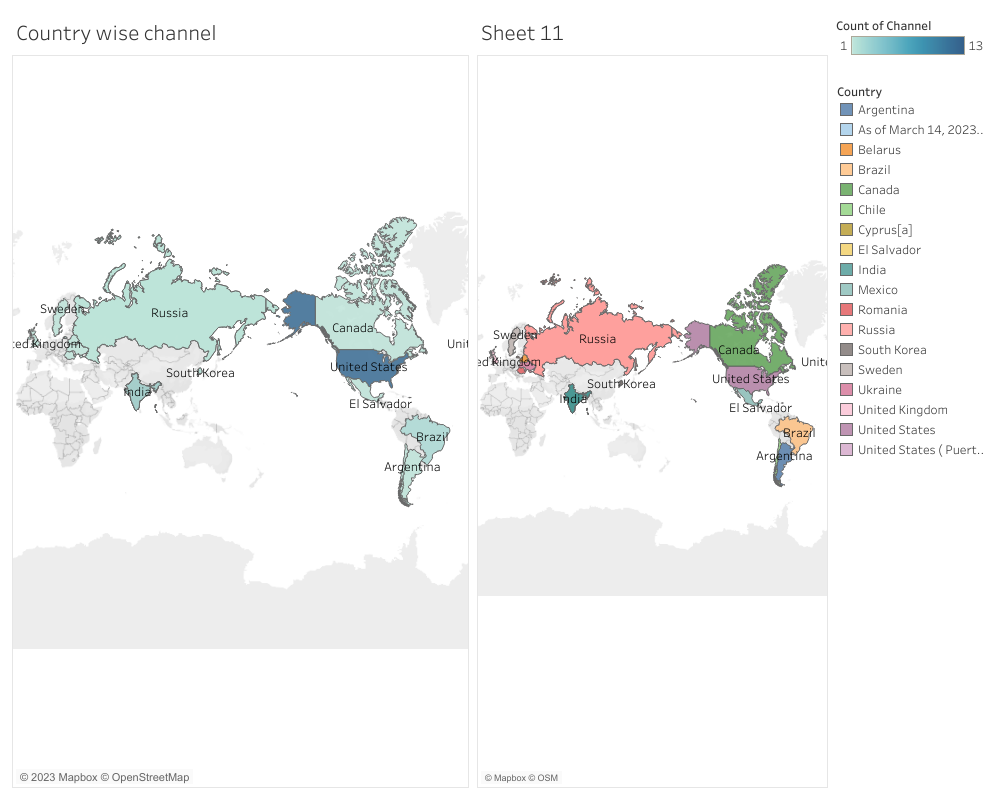 Country wise channel
Sweden
Russia
ed Kingdom
Canada
Unit
United States
South Korea
India
El Salvador
Brazil
Argentina
© 2023 Mapbox © OpenStreetMap
Sheet 11
Sweden
Russia
d Kingdom
Canada
Unite
United States
South Korea
India
El Salvador
Brazil
Argentina
© Mapbox © OSM
Count of Channel
1 13
Country
Argentina
As of March 14, 2023..
Belarus
Brazil
Canada
Chile
Cyprus[a]
El Salvador
India
Mexico
Romania
Russia
South Korea
Sweden
Ukraine
United Kingdom
United States
United States ( Puert..